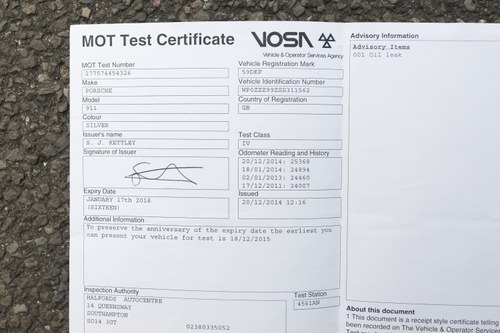 MOT Test Certificate
VOSA
Vehicle & Operator Services Agency
MOT Test Number
277574654326
Make
PORSCHE
Model
911
Colour
SILVER
Issuer's name
S. J. KETTLEY
Signature of Issuer
Expiry Date
JANUARY 17th 2016
(SIXTEEN)
Vehicle Registration Mark
59DKP
Vehicle Identification Number
WP0ZZZ99ZSS311562
Country of Registration
GB
Test Class
IV
Odometer Reading and History
20/12/2014: 25368
18/01/2014: 24894
02/01/2013: 24460
17/12/2011: 24007
Issued
20/12/2014 12:16
Additional Information
To preserve the anniversary of the expiry date the earliest you
can present your vehicle for test is 18/12/2015
Inspection Authority
HALFORDS AUTOCENTRE
14 QUEENSWAY
SOUTHAMPTON
SO14 3GT
02380335052
Test Station
4561AN
Advisory Information
Advisory Items
001 Oil leak
About this document
1 This document is a receipt style certificate telling
been recorded on The Vehicle & Operator Service